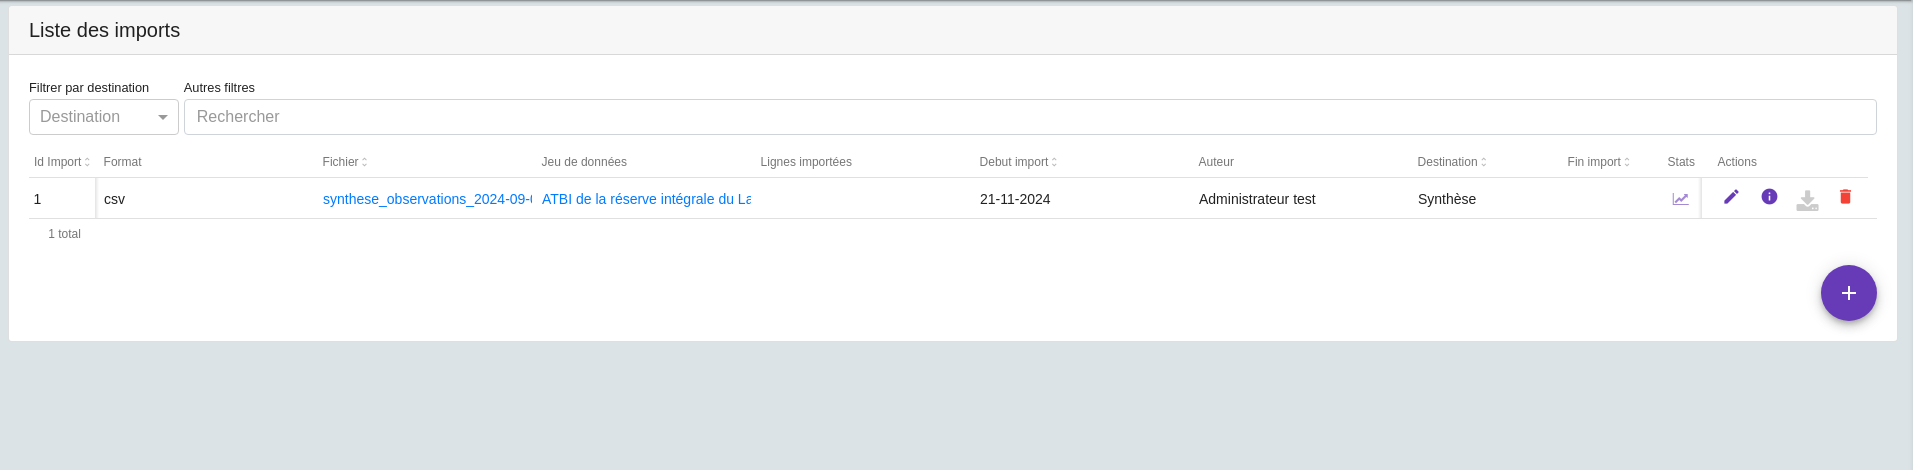 Liste des imports
Filtrer par destination Autres filtres
Destination Rechercher
Id Import Format Fichier Jeu de données Lignes importées Debut import Auteur Destination Fin import Stats Actions
1 csv synthese_observations_2024-09- ATBI de la réserve intégrale du La 21-11-2024 Administrateur test Synthèse
1 total